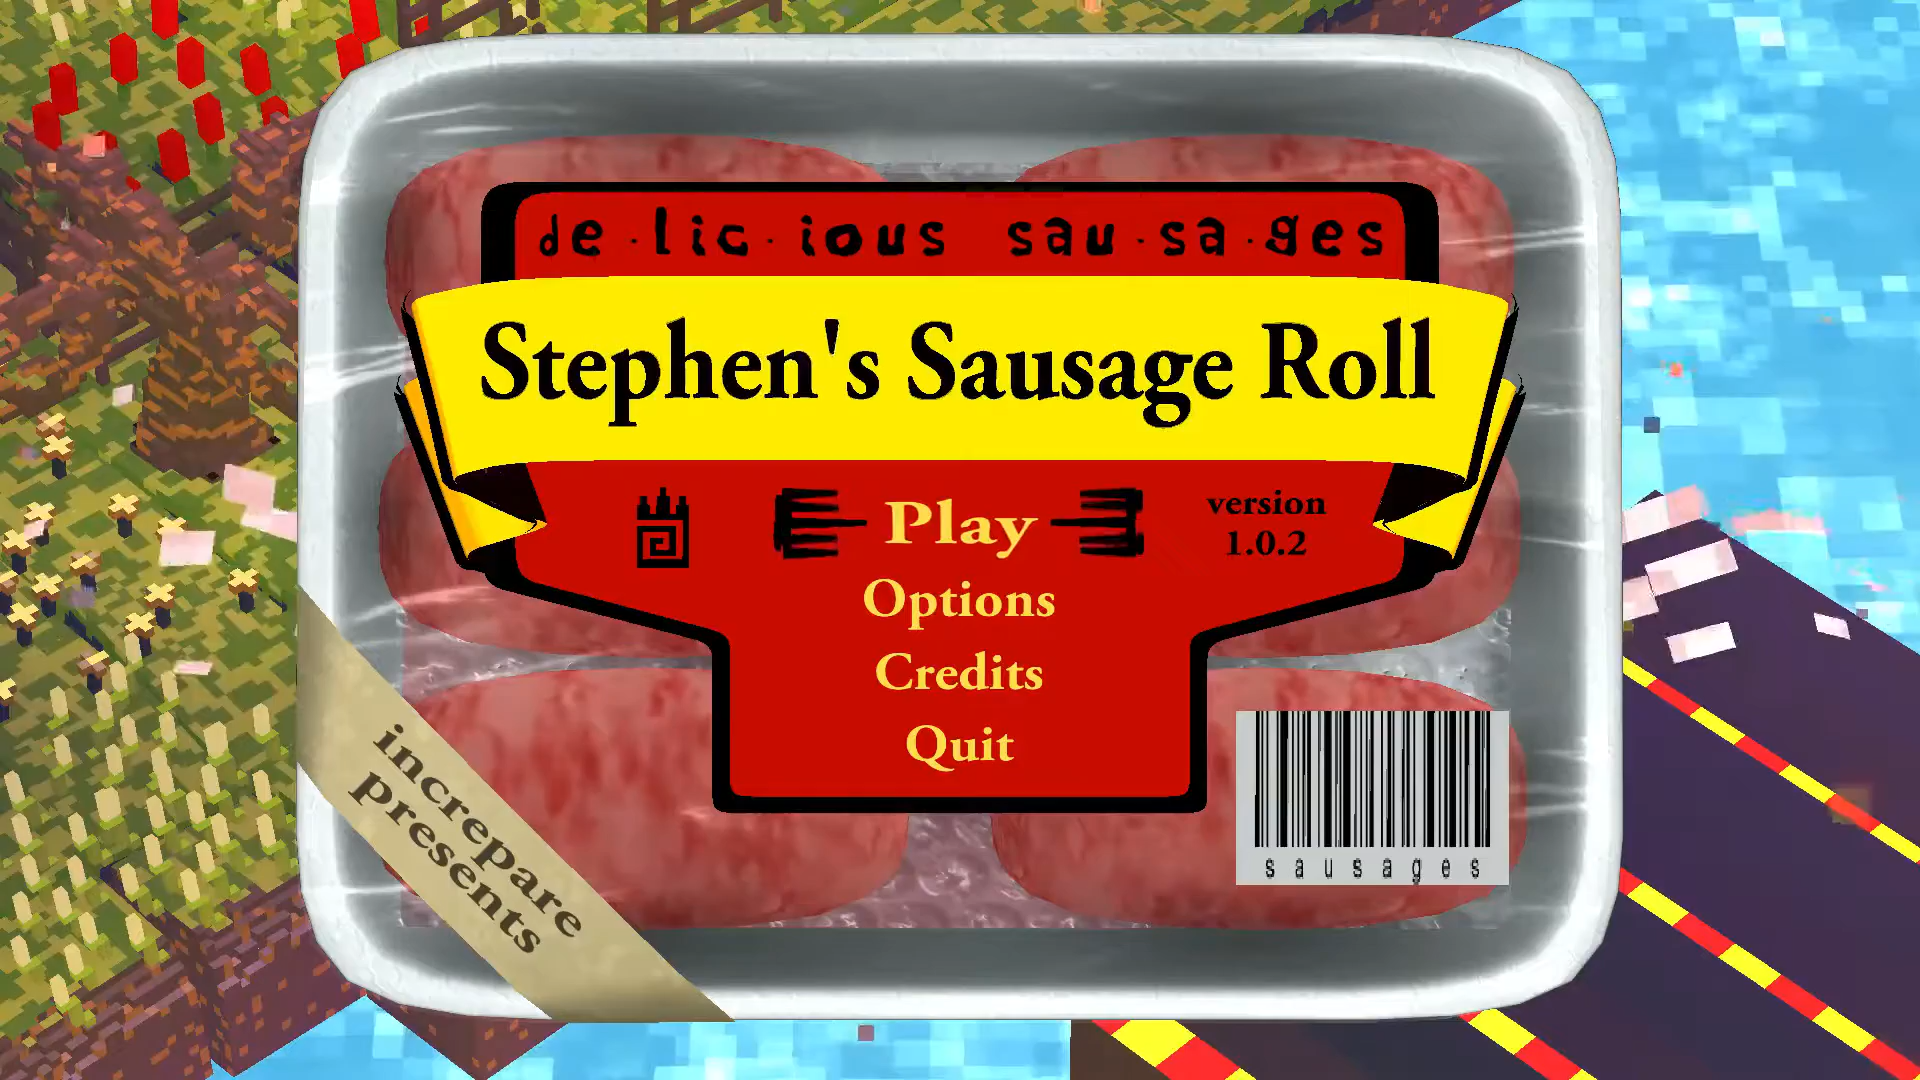 de·lic·ious sau·sa·ges
Stephen's Sausage Roll
Play
version
1.0.2
Options
Credits
Quit
increpare
presents
sausages